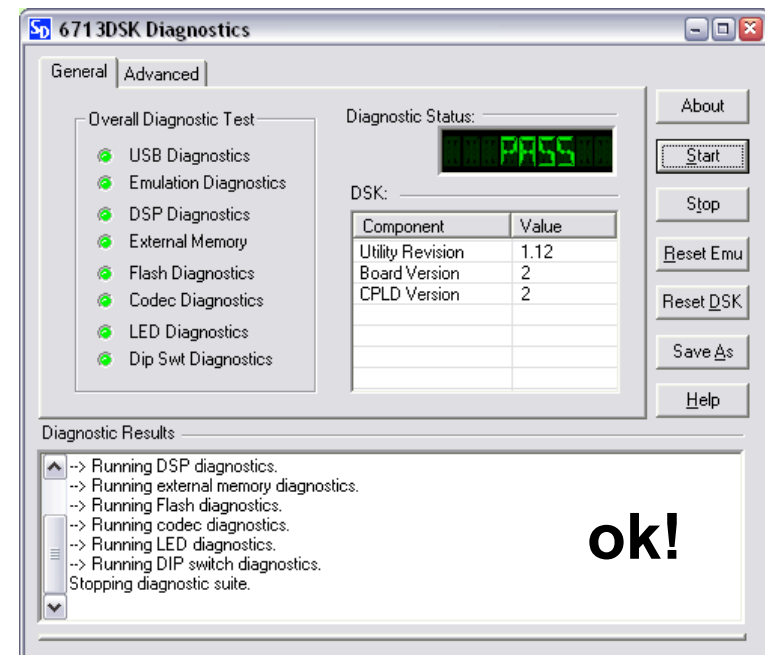 SD 6713DSK Diagnostics
General Advanced
Overall Diagnostic Test
USB Diagnostics
Emulation Diagnostics
DSP Diagnostics
External Memory
Flash Diagnostics
Codec Diagnostics
LED Diagnostics
Dip Swt Diagnostics
Diagnostic Status:
PASS
DSK:
Component Value
Utility Revision 1.12
Board Version 2
CPLD Version 2
About
Start
Stop
Reset Emu
Reset DSK
Save As
Help
Diagnostic Results
--> Running DSP diagnostics.
--> Running external memory diagnostics.
--> Running Flash diagnostics.
--> Running codec diagnostics.
--> Running LED diagnostics.
--> Running DIP switch diagnostics.
Stopping diagnostic suite.
ok!